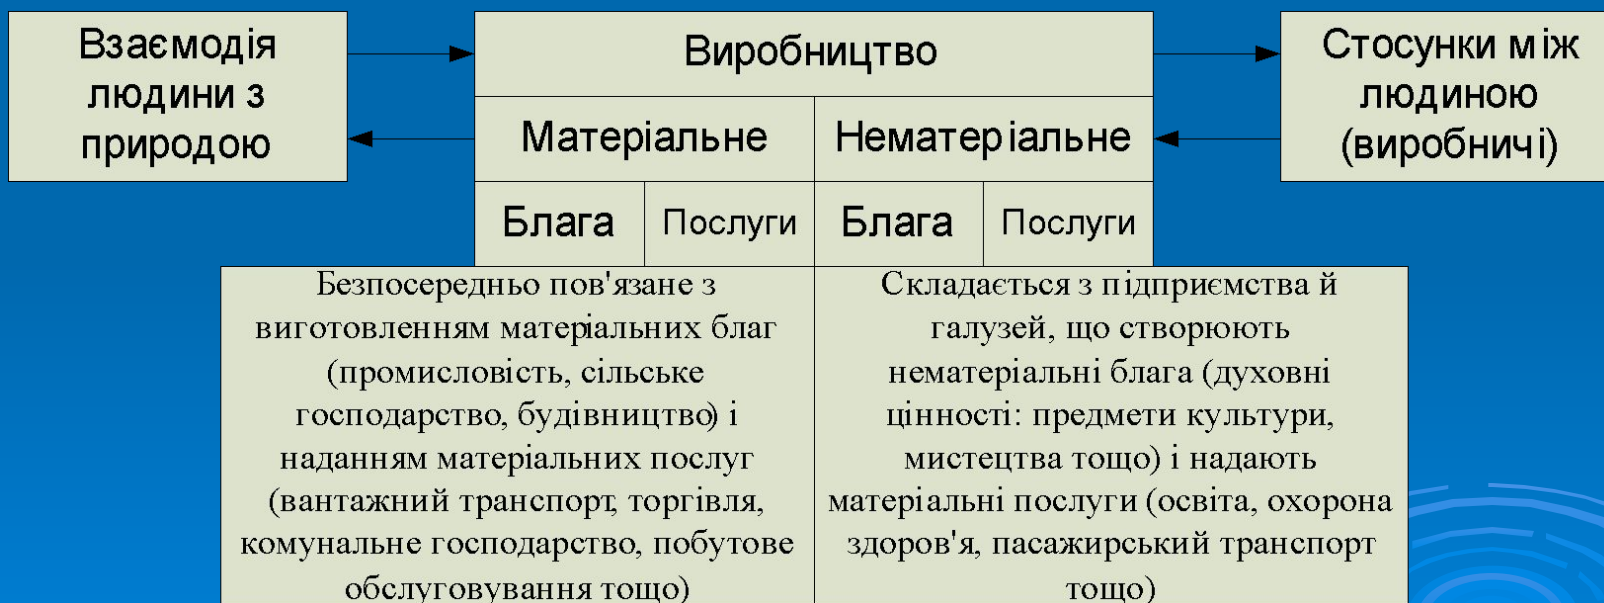 Взаємодія
людини з
природою
Виробництво
Стосунки між
людиною
(виробничі)
Матеріальне
Нематеріальне
Блага
Послуги
Блага
Послуги
Безпосередньо пов'язане з
виготовленням матеріальних благ
(промисловість, сільське
господарство, будівництво) і
наданням матеріальних послуг
(вантажний транспорт, торгівля,
комунальне господарство, побутове
обслуговування тощо)
Складається з підприємства й
галузей, що створюють
нематеріальні блага (духовні
цінності: предмети культури,
мистецтва тощо) і надають
матеріальні послуги (освіта, охорона
здоров'я, пасажирський транспорт
тощо)